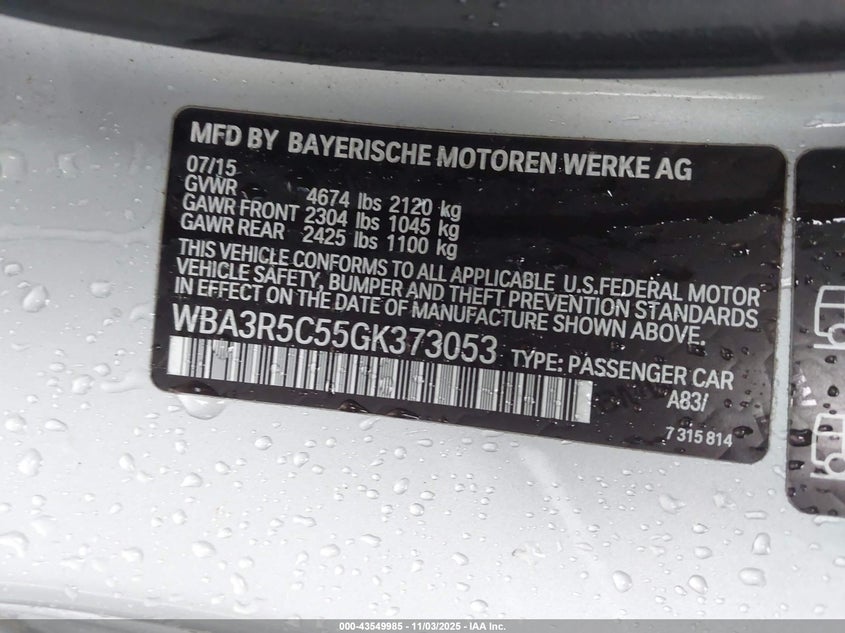 MFD BY BAYERISCHE MOTOREN WERKE AG
07/15
GVWR 4674 lbs 2120 kg
GAWR FRONT 2304 lbs 1045 kg
GAWR REAR 2425 lbs 1100 kg
THIS VEHICLE CONFORMS TO ALL APPLICABLE U.S.FEDERAL MOTOR
VEHICLE SAFETY, BUMPER AND THEFT PREVENTION STANDARDS
IN EFFECT ON THE DATE OF MANUFACTURE SHOWN ABOVE.
WBA3R5C55GK373053 TYPE: PASSENGER CAR
A83/
7 315 814
000-43549985 - 11/03/2025 - IAA Inc.